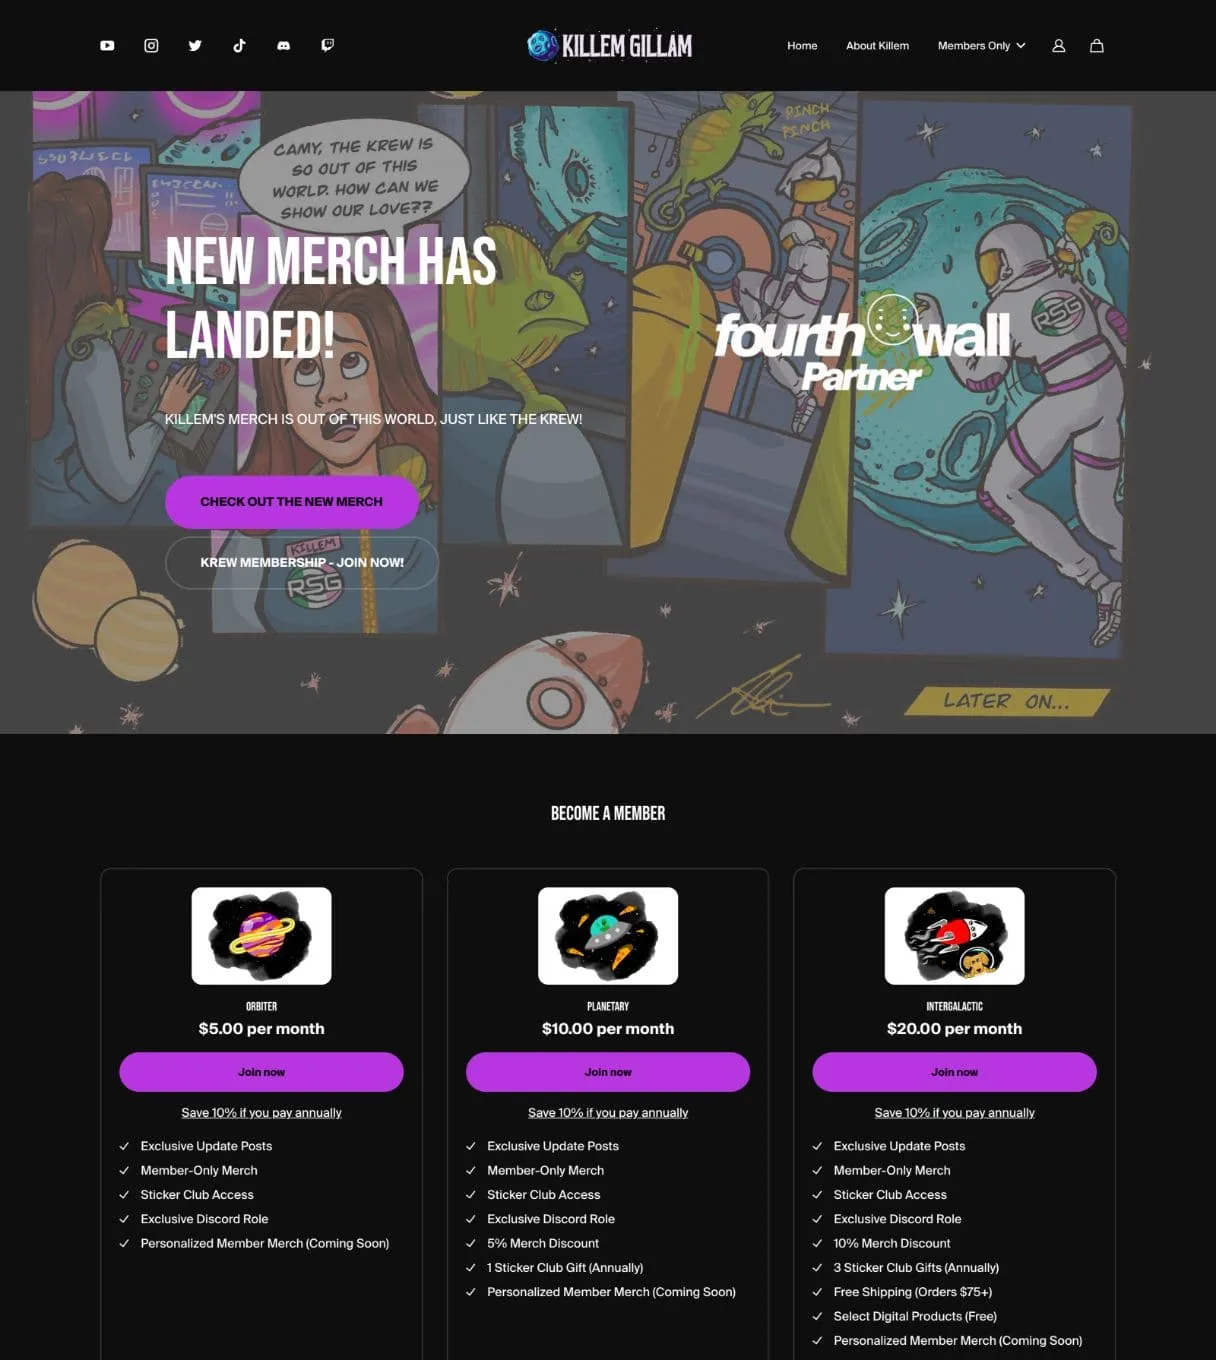 KILLEM GILLAM
Home
About Killem
Members Only
CAMY, THE KREW IS
SO OUT OF THIS
WORLD. HOW CAN WE
SHOW OUR LOVE??
PINCH
PINCH
NEW MERCH HAS
LANDED!
RSG
fourth wall
Partner
KILLEM'S MERCH IS OUT OF THIS WORLD, JUST LIKE THE KREW!
CHECK OUT THE NEW MERCH
KILLEM
KREW MEMBERSHIP - JOIN NOW!
RSG
LATER ON...
BECOME A MEMBER
ORBITER
$5.00 per month
Join now
Save 10% if you pay annually
Exclusive Update Posts
Member-Only Merch
Sticker Club Access
Exclusive Discord Role
Personalized Member Merch (Coming Soon)
PLANETARY
$10.00 per month
Join now
Save 10% if you pay annually
Exclusive Update Posts
Member-Only Merch
Sticker Club Access
Exclusive Discord Role
5% Merch Discount
1 Sticker Club Gift (Annually)
Personalized Member Merch (Coming Soon)
INTERGALACTIC
$20.00 per month
Join now
Save 10% if you pay annually
Exclusive Update Posts
Member-Only Merch
Sticker Club Access
Exclusive Discord Role
10% Merch Discount
3 Sticker Club Gifts (Annually)
Free Shipping (Orders $75+)
Select Digital Products (Free)
Personalized Member Merch (Coming Soon)